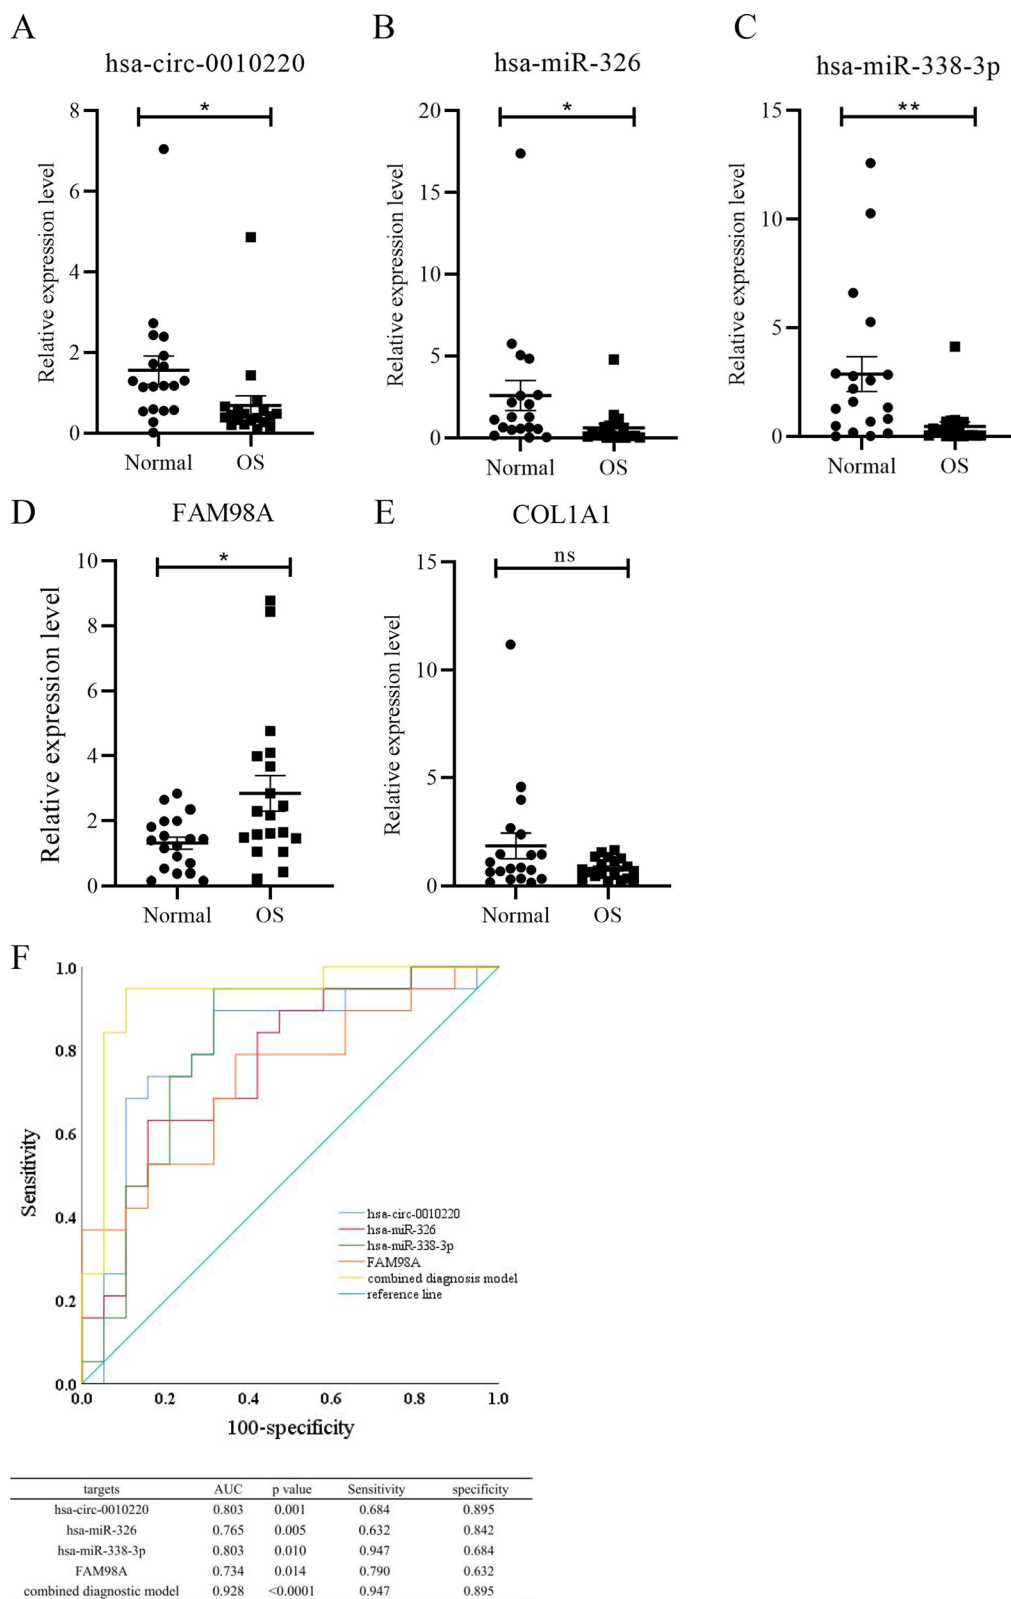 A
hsa-circ-0010220
*
Relative expression level
8
6
4
2
0
Normal OS
B
hsa-miR-326
*
Relative expression level
20
15
10
5
0
Normal OS
C
hsa-miR-338-3p
**
Relative expression level
15
10
5
0
Normal OS
D
FAM98A
*
Relative expression level
10
8
6
4
2
0
Normal OS
E
COL1A1
ns
Relative expression level
15
10
5
0
Normal OS
F
Sensitivity
1.0
0.8
0.6
0.4
0.2
0.0
hsa-circ-0010220
hsa-miR-326
hsa-miR-338-3p
FAM98A
combined diagnosis model
reference line
0.0 0.2 0.4 0.6 0.8 1.0
100-specificity
targets AUC p value Sensitivity specificity
hsa-circ-0010220 0.803 0.001 0.684 0.895
hsa-miR-326 0.765 0.005 0.632 0.842
hsa-miR-338-3p 0.803 0.010 0.947 0.684
FAM98A 0.734 0.014 0.790 0.632
combined diagnostic model 0.928 <0.0001 0.947 0.895